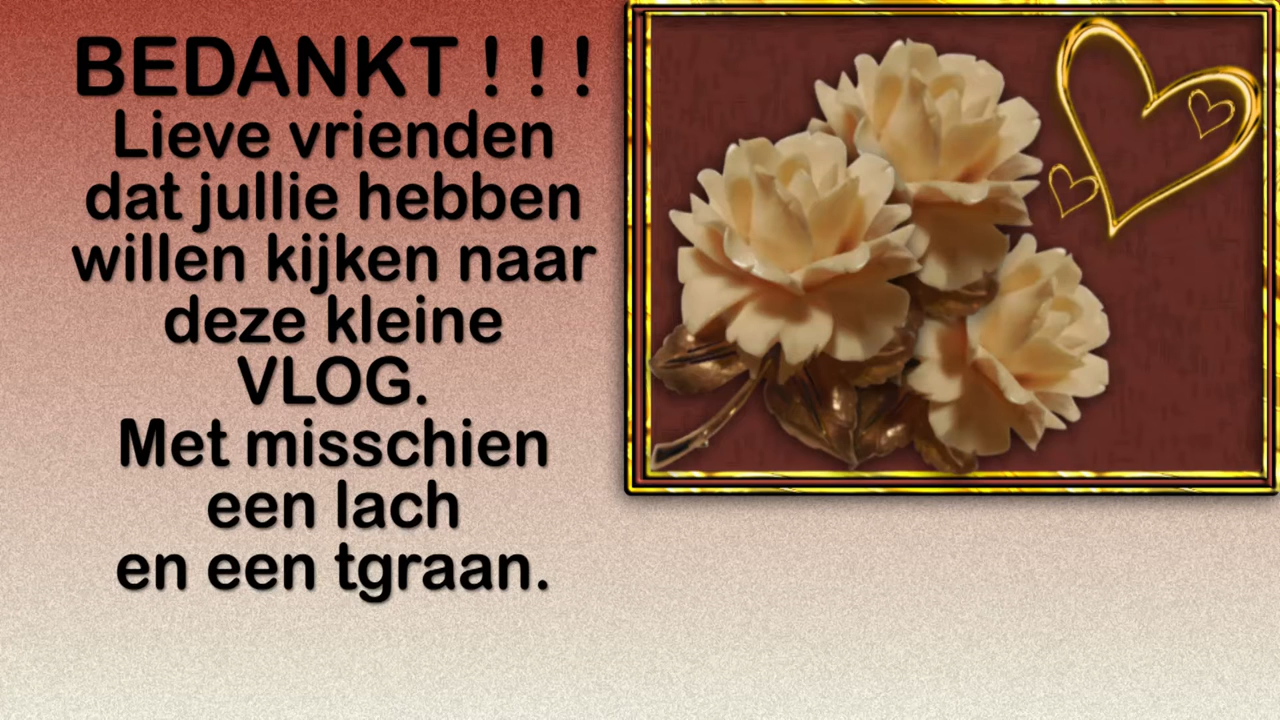 BEDANKT ! ! !
Lieve vrienden
dat jullie hebben
willen kijken naar
deze kleine
VLOG.
Met misschien
een lach
en een tgraan.